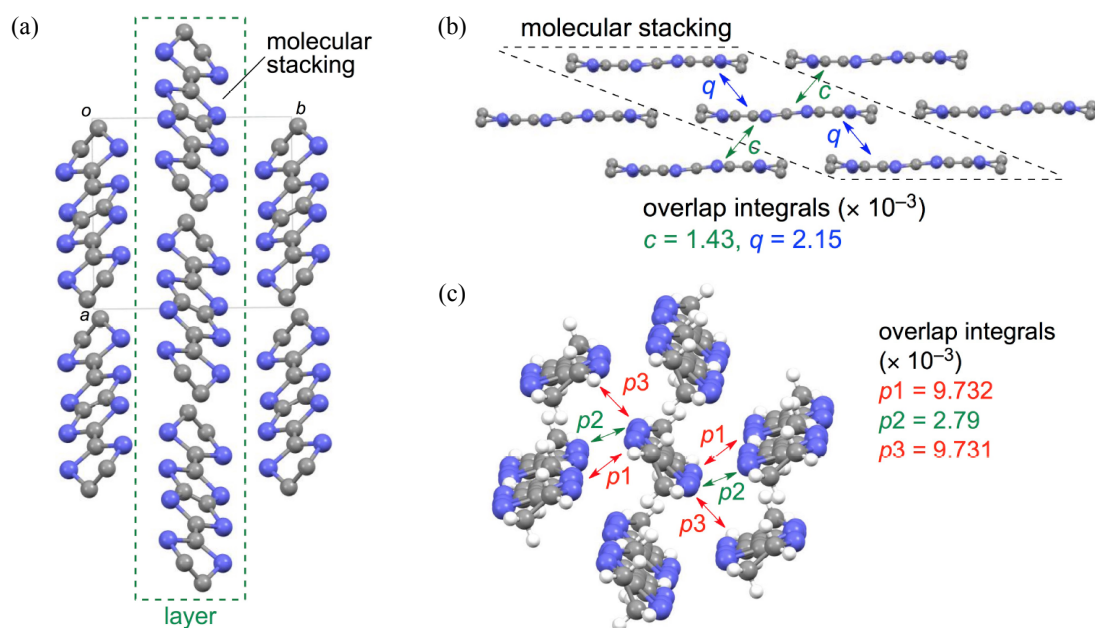 (a)
molecular
stacking
o
b
a
layer
(b)
molecular stacking
q
c
c
q
overlap integrals (× 10⁻³)
c = 1.43, q = 2.15
(c)
p3
p2
p1
p1
p2
p3
overlap integrals
(× 10⁻³)
p1 = 9.732
p2 = 2.79
p3 = 9.731